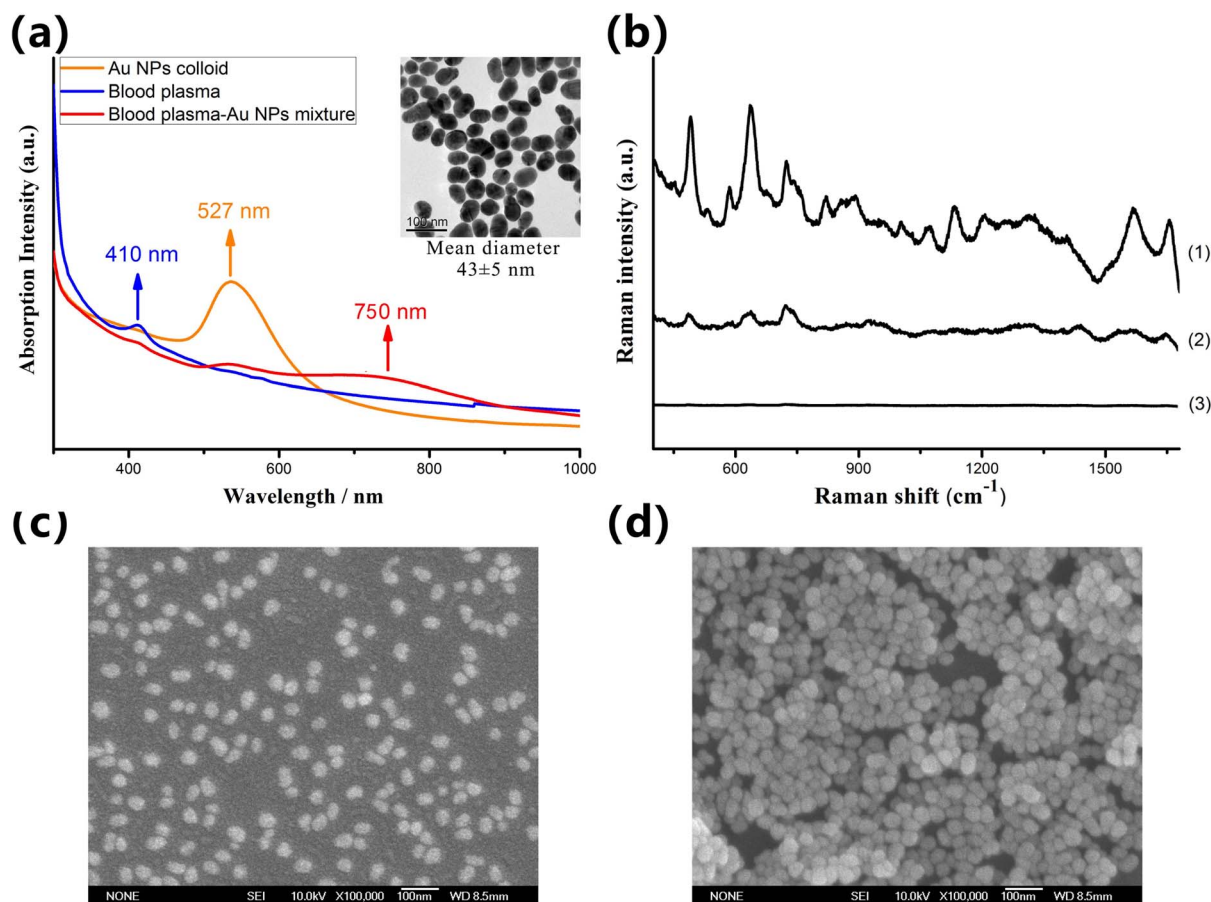 (a)
Au NPs colloid
Blood plasma
Blood plasma-Au NPs mixture
100 nm
Mean diameter
43±5 nm
527 nm
410 nm
750 nm
Absorption Intensity (a.u.)
400
600
800
1000
Wavelength / nm
(b)
Raman intensity (a.u.)
(1)
(2)
(3)
600
900
1200
1500
Raman shift (cm⁻¹)
(c)
NONE SEI 10.0kV X100,000 100nm WD 8.5mm
(d)
NONE SEI 10.0kV X100,000 100nm WD 8.5mm